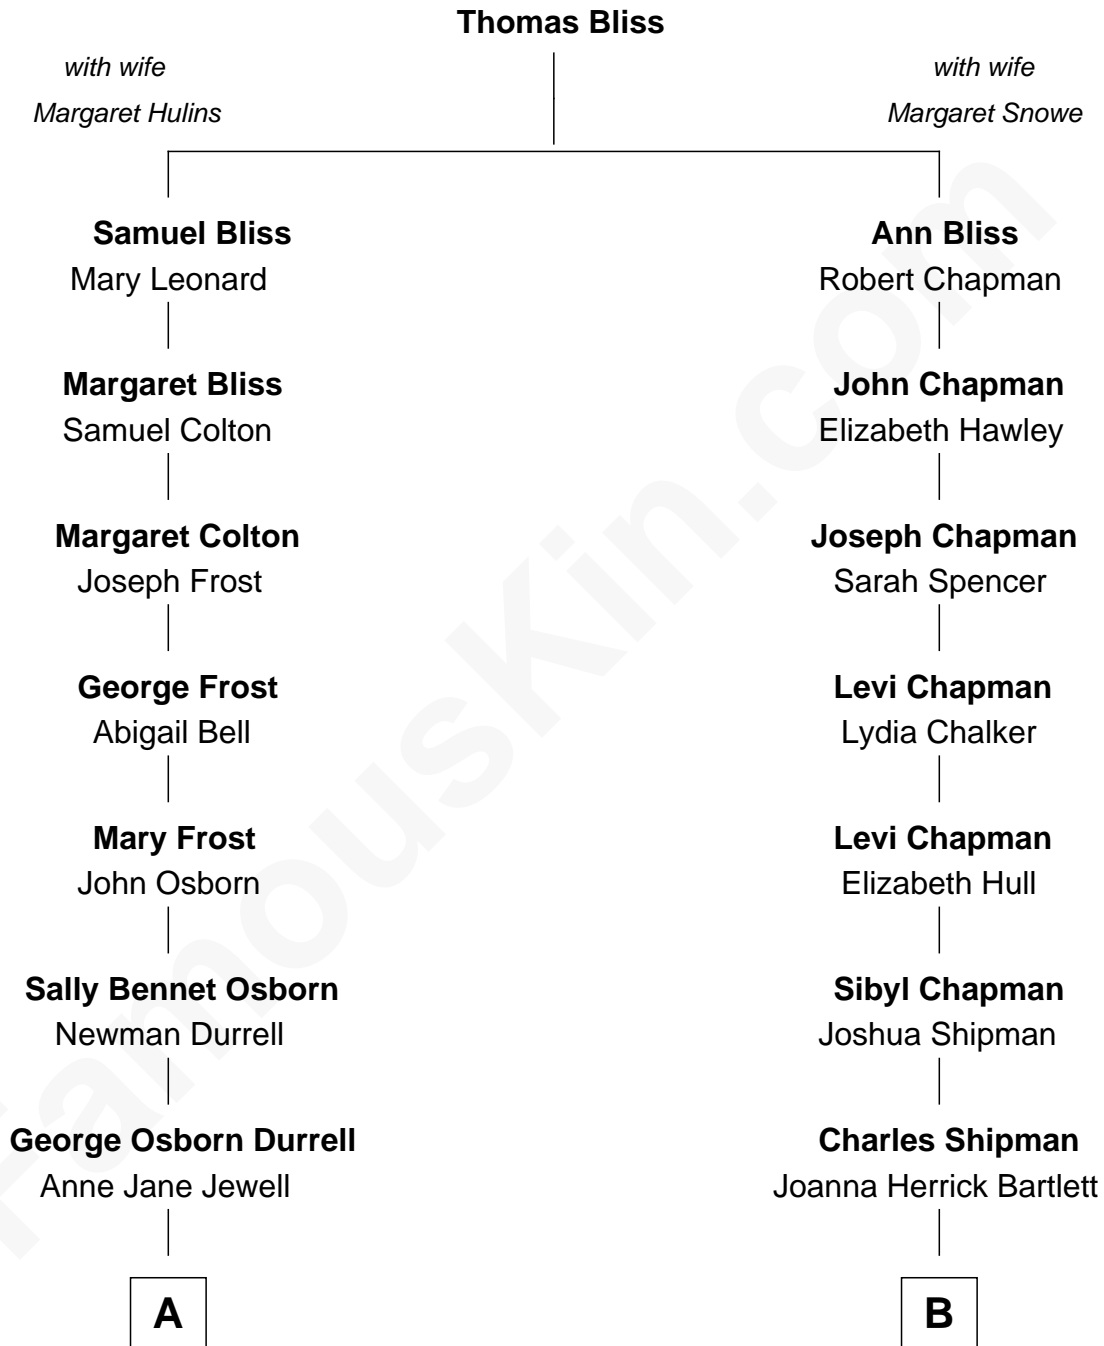 Thomas Bliss
with wife
Margaret Hulins
with wife
Margaret Snowe
Samuel Bliss
Mary Leonard
Ann Bliss
Robert Chapman
Margaret Bliss
Samuel Colton
John Chapman
Elizabeth Hawley
Margaret Colton
Joseph Frost
Joseph Chapman
Sarah Spencer
George Frost
Abigail Bell
Levi Chapman
Lydia Chalker
Mary Frost
John Osborn
Levi Chapman
Elizabeth Hull
Sally Bennet Osborn
Newman Durrell
Sibyl Chapman
Joshua Shipman
George Osborn Durrell
Anne Jane Jewell
Charles Shipman
Joanna Herrick Bartlett
A
B
FamousKin.com